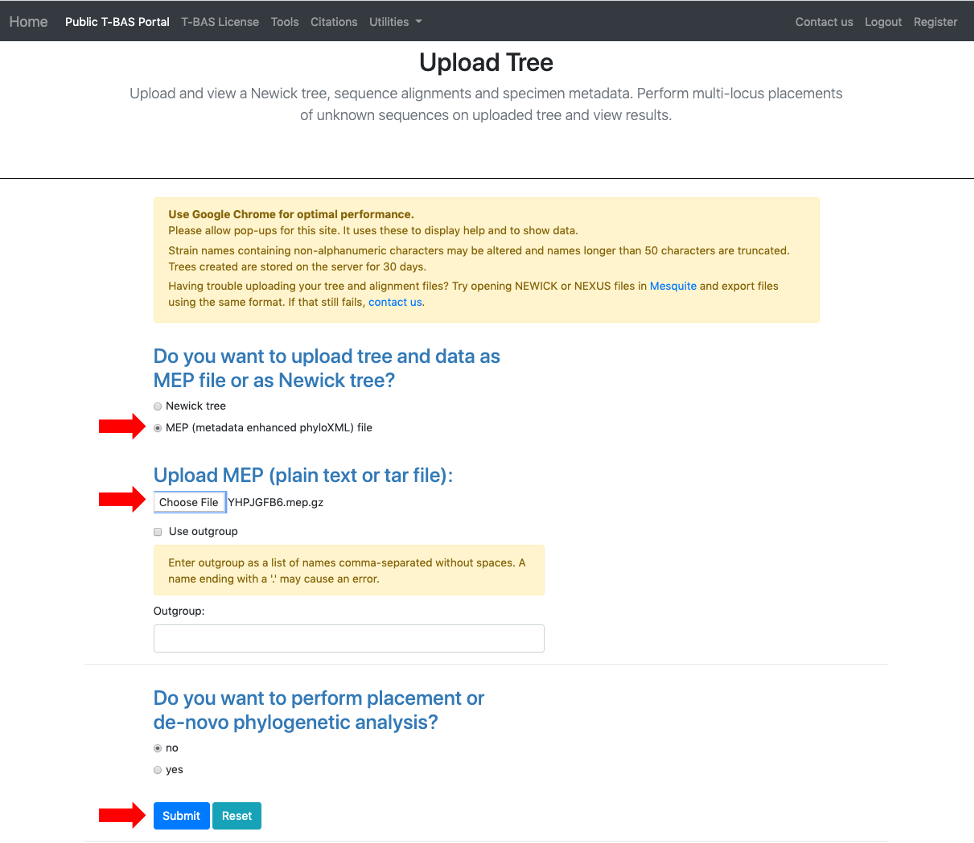 Home Public T-BAS Portal T-BAS License Tools Citations Utilities Contact us Logout Register
Upload Tree
Upload and view a Newick tree, sequence alignments and specimen metadata. Perform multi-locus placements
of unknown sequences on uploaded tree and view results.
Use Google Chrome for optimal performance.
Please allow pop-ups for this site. It uses these to display help and to show data.
Strain names containing non-alphanumeric characters may be altered and names longer than 50 characters are truncated.
Trees created are stored on the server for 30 days.
Having trouble uploading your tree and alignment files? Try opening NEWICK or NEXUS files in Mesquite and export files
using the same format. If that still fails, contact us.
Do you want to upload tree and data as
MEP file or as Newick tree?
Newick tree
MEP (metadata enhanced phyloXML) file
Upload MEP (plain text or tar file):
Choose File YHPJGFB6.mep.gz
Use outgroup
Enter outgroup as a list of names comma-separated without spaces. A
name ending with a '.' may cause an error.
Outgroup:
Do you want to perform placement or
de-novo phylogenetic analysis?
no
yes
Submit Reset